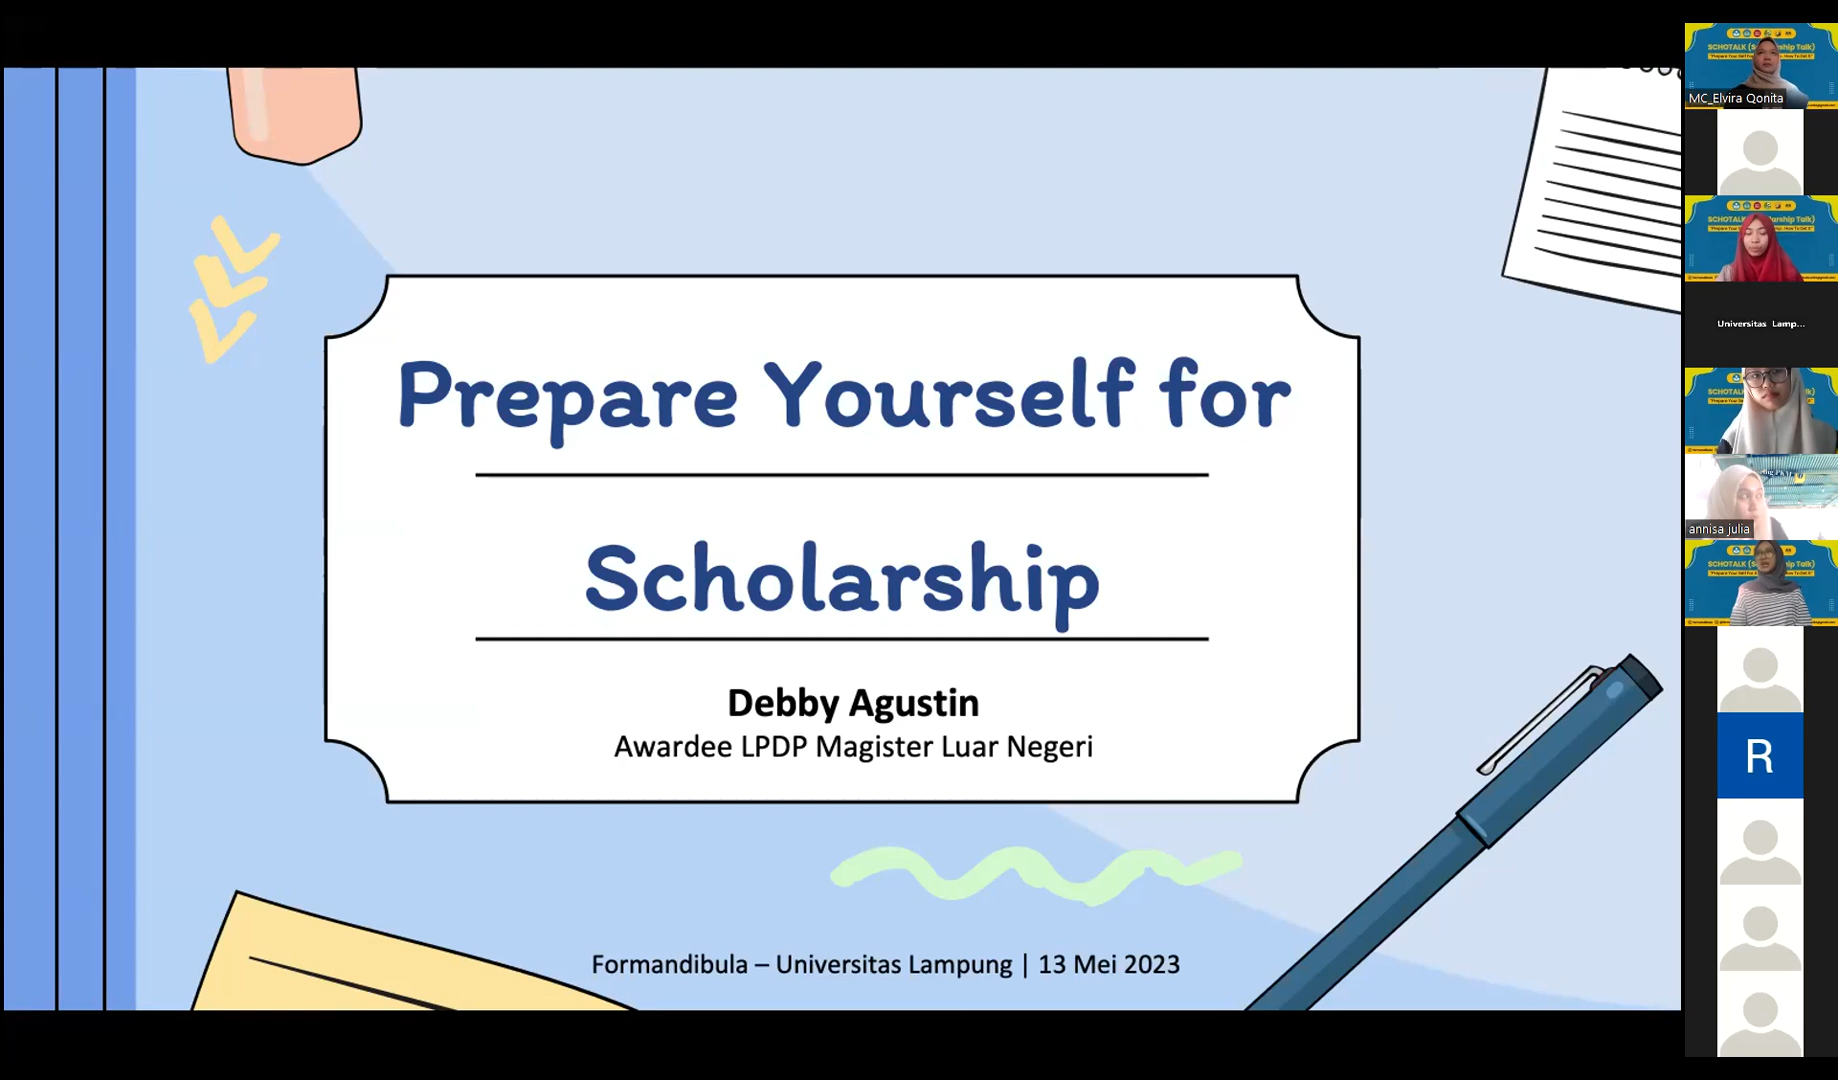 Prepare Yourself for
Scholarship
Debby Agustin
Awardee LPDP Magister Luar Negeri
Formandibula – Universitas Lampung | 13 Mei 2023
MC_Elvira Qonita
Universitas Lamp...
annisa julia
R